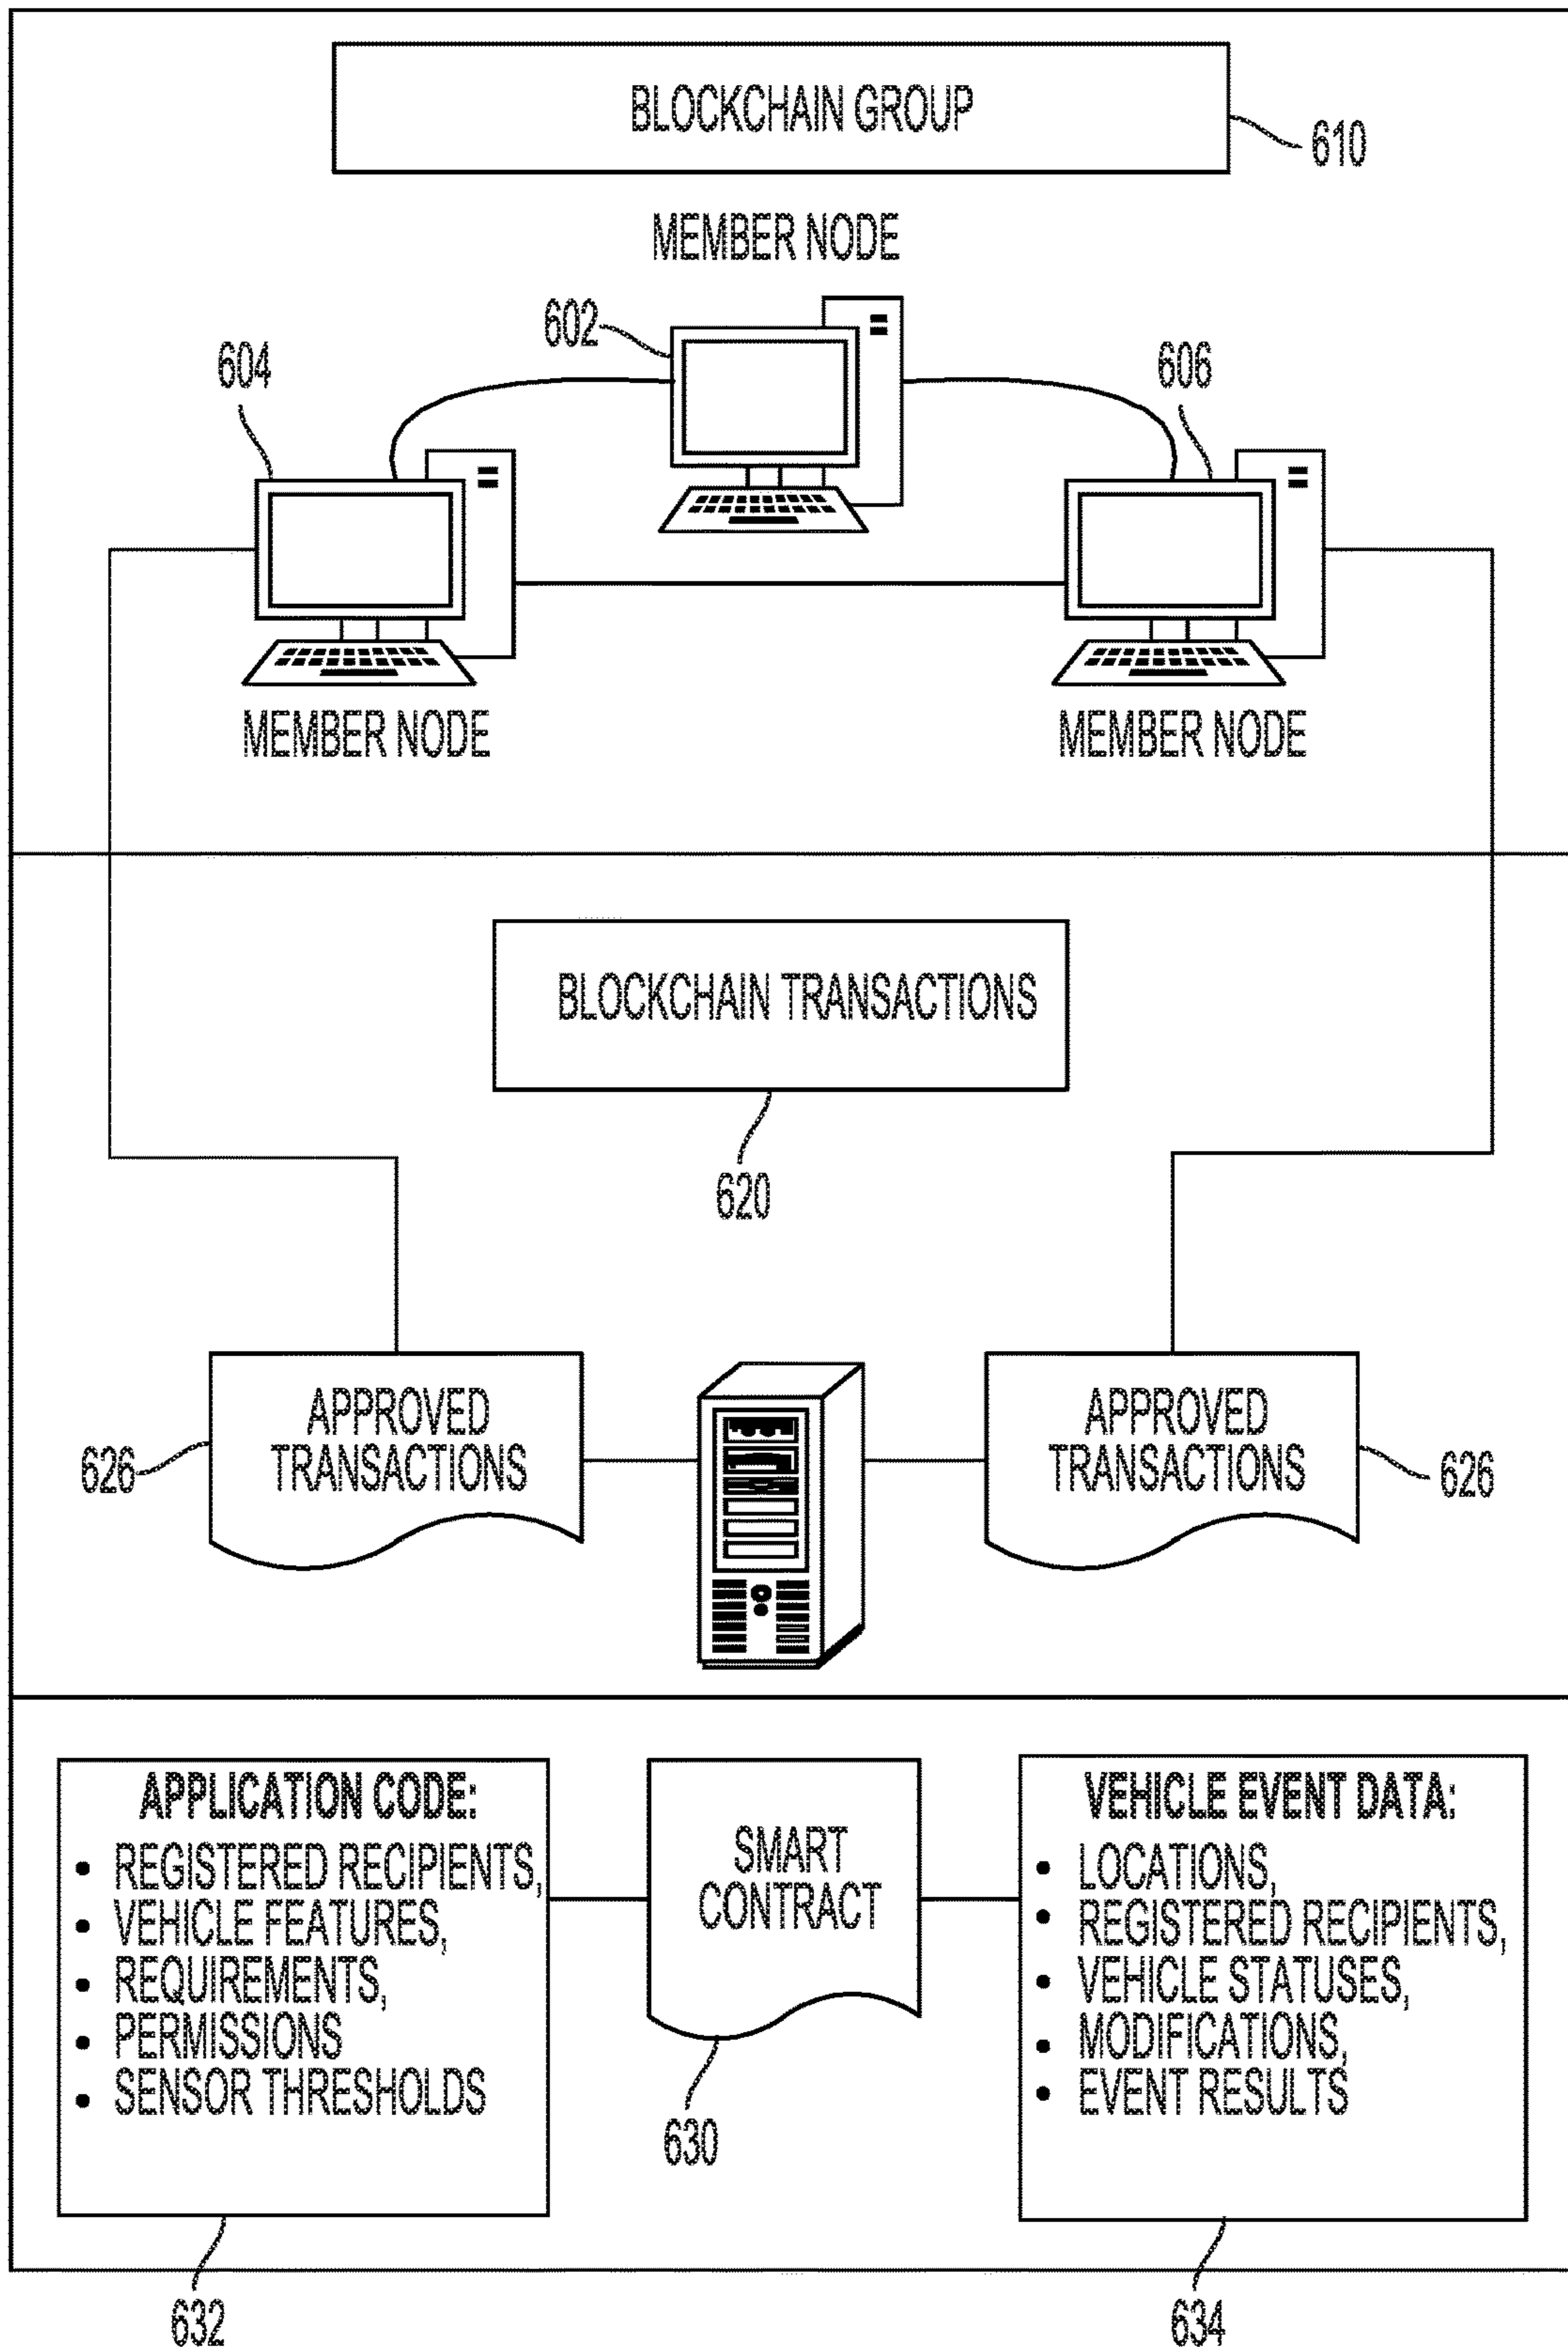 BLOCKCHAIN GROUP
610
MEMBER NODE
602
604
606
MEMBER NODE
MEMBER NODE
BLOCKCHAIN TRANSACTIONS
620
APPROVED
TRANSACTIONS
626
APPROVED
TRANSACTIONS
626
APPLICATION CODE:
• REGISTERED RECIPIENTS,
• VEHICLE FEATURES,
• REQUIREMENTS,
• PERMISSIONS
• SENSOR THRESHOLDS
632
SMART
CONTRACT
630
VEHICLE EVENT DATA:
• LOCATIONS,
• REGISTERED RECIPIENTS,
• VEHICLE STATUSES,
• MODIFICATIONS,
• EVENT RESULTS
634